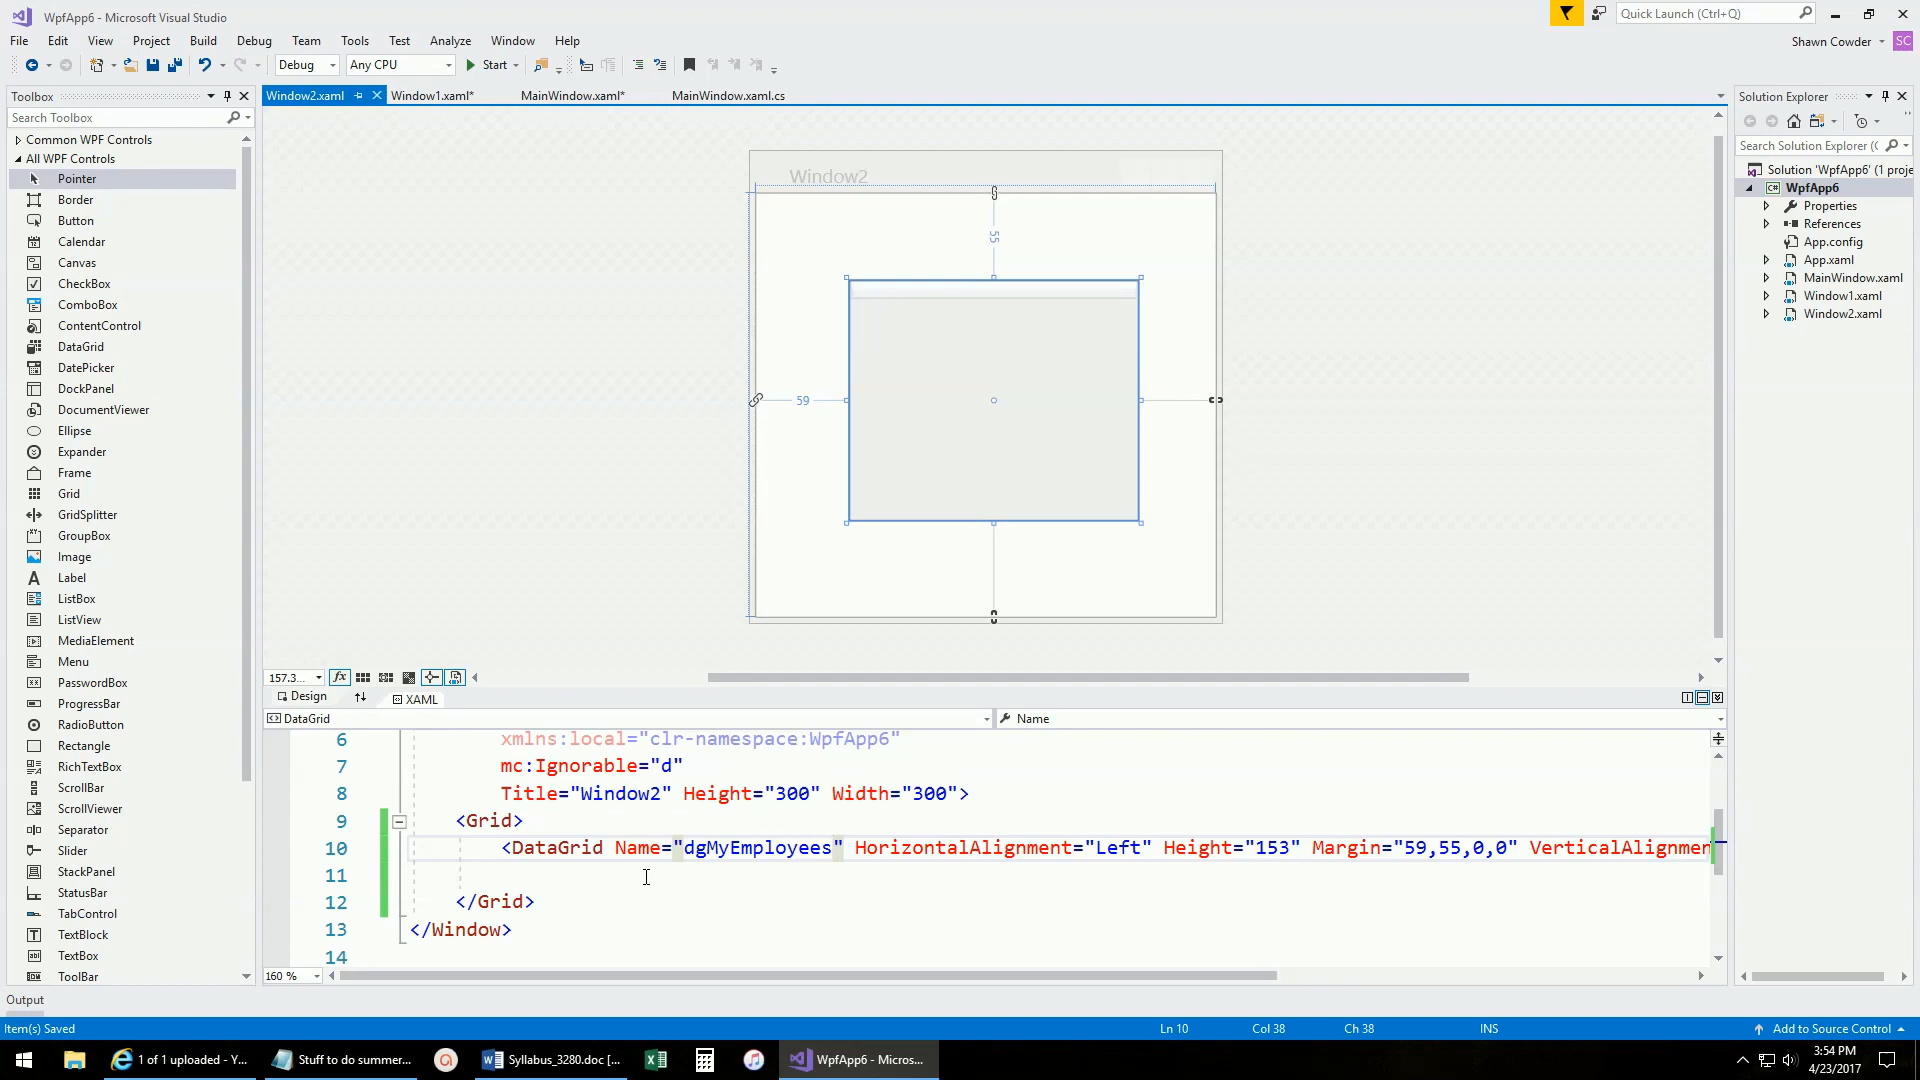 WpfApp6 - Microsoft Visual Studio
Quick Launch (Ctrl+Q)
File Edit View Project Build Debug Team Tools Test Analyze Window Help
Shawn Cowder SC
Debug Any CPU Start
Toolbox
Window2.xaml Window1.xaml* MainWindow.xaml* MainWindow.xaml.cs
Solution Explorer
Search Toolbox
Search Solution Explorer (C
Common WPF Controls
All WPF Controls
Pointer
Border
Button
Calendar
Canvas
CheckBox
ComboBox
ContentControl
DataGrid
DatePicker
DockPanel
DocumentViewer
Ellipse
Expander
Frame
Grid
GridSplitter
GroupBox
Image
Label
ListBox
ListView
MediaElement
Menu
PasswordBox
ProgressBar
RadioButton
Rectangle
RichTextBox
ScrollBar
ScrollViewer
Separator
Slider
StackPanel
StatusBar
TabControl
TextBlock
TextBox
ToolBar
Window2
55
59
Solution 'WpfApp6' (1 proje
WpfApp6
Properties
References
App.config
App.xaml
MainWindow.xaml
Window1.xaml
Window2.xaml
157.3...
Design XAML
DataGrid Name
6 xmlns:local="clr-namespace:WpfApp6"
7 mc:Ignorable="d"
8 Title="Window2" Height="300" Width="300">
9 <Grid>
10 <DataGrid Name="dgMyEmployees" HorizontalAlignment="Left" Height="153" Margin="59,55,0,0" VerticalAlignmen
11
12 </Grid>
13 </Window>
14
160 %
Output
Item(s) Saved Ln 10 Col 38 Ch 38 INS Add to Source Control
1 of 1 uploaded - Y... Stuff to do summer... Syllabus_3280.doc [... WpfApp6 - Micros...
3:54 PM
4/23/2017